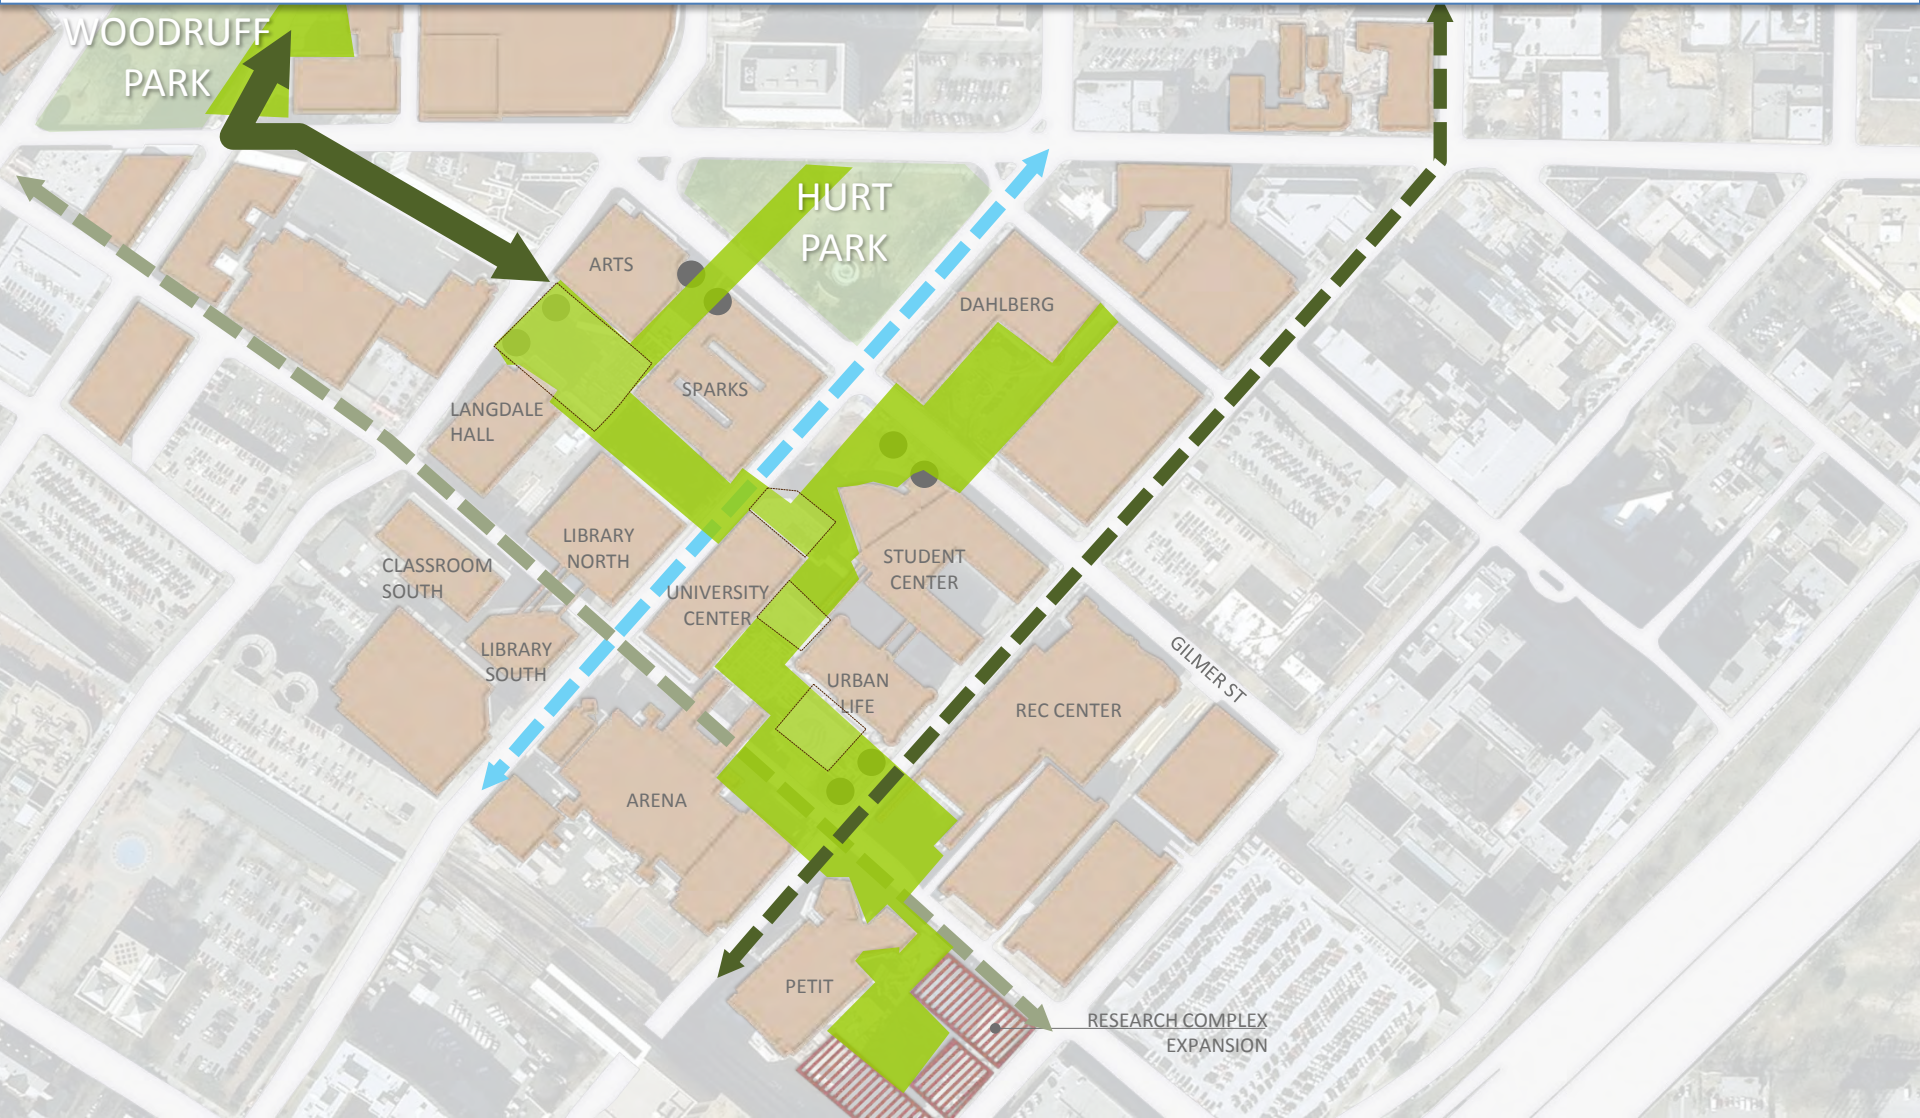 WOODRUFF
PARK
HURT
PARK
ARTS
DAHLBERG
SPARKS
LANGDALE
HALL
LIBRARY
NORTH
STUDENT
CENTER
CLASSROOM
SOUTH
UNIVERSITY
CENTER
LIBRARY
SOUTH
GILMER ST
URBAN
LIFE
REC CENTER
ARENA
PETIT
RESEARCH COMPLEX
EXPANSION